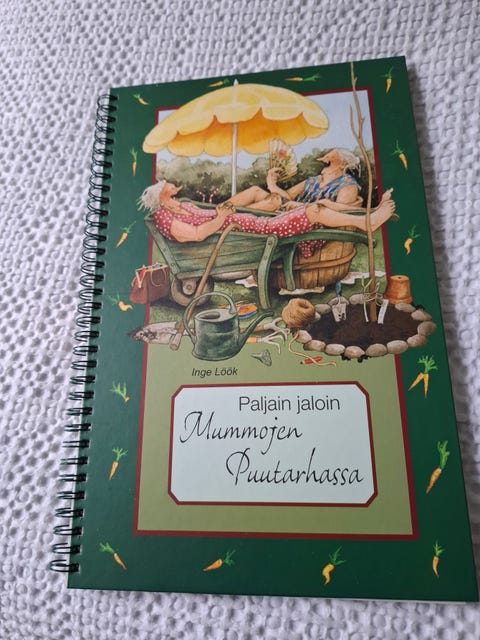 Inge Löök
Paljain jaloin
Mummojen
Puutarhassa